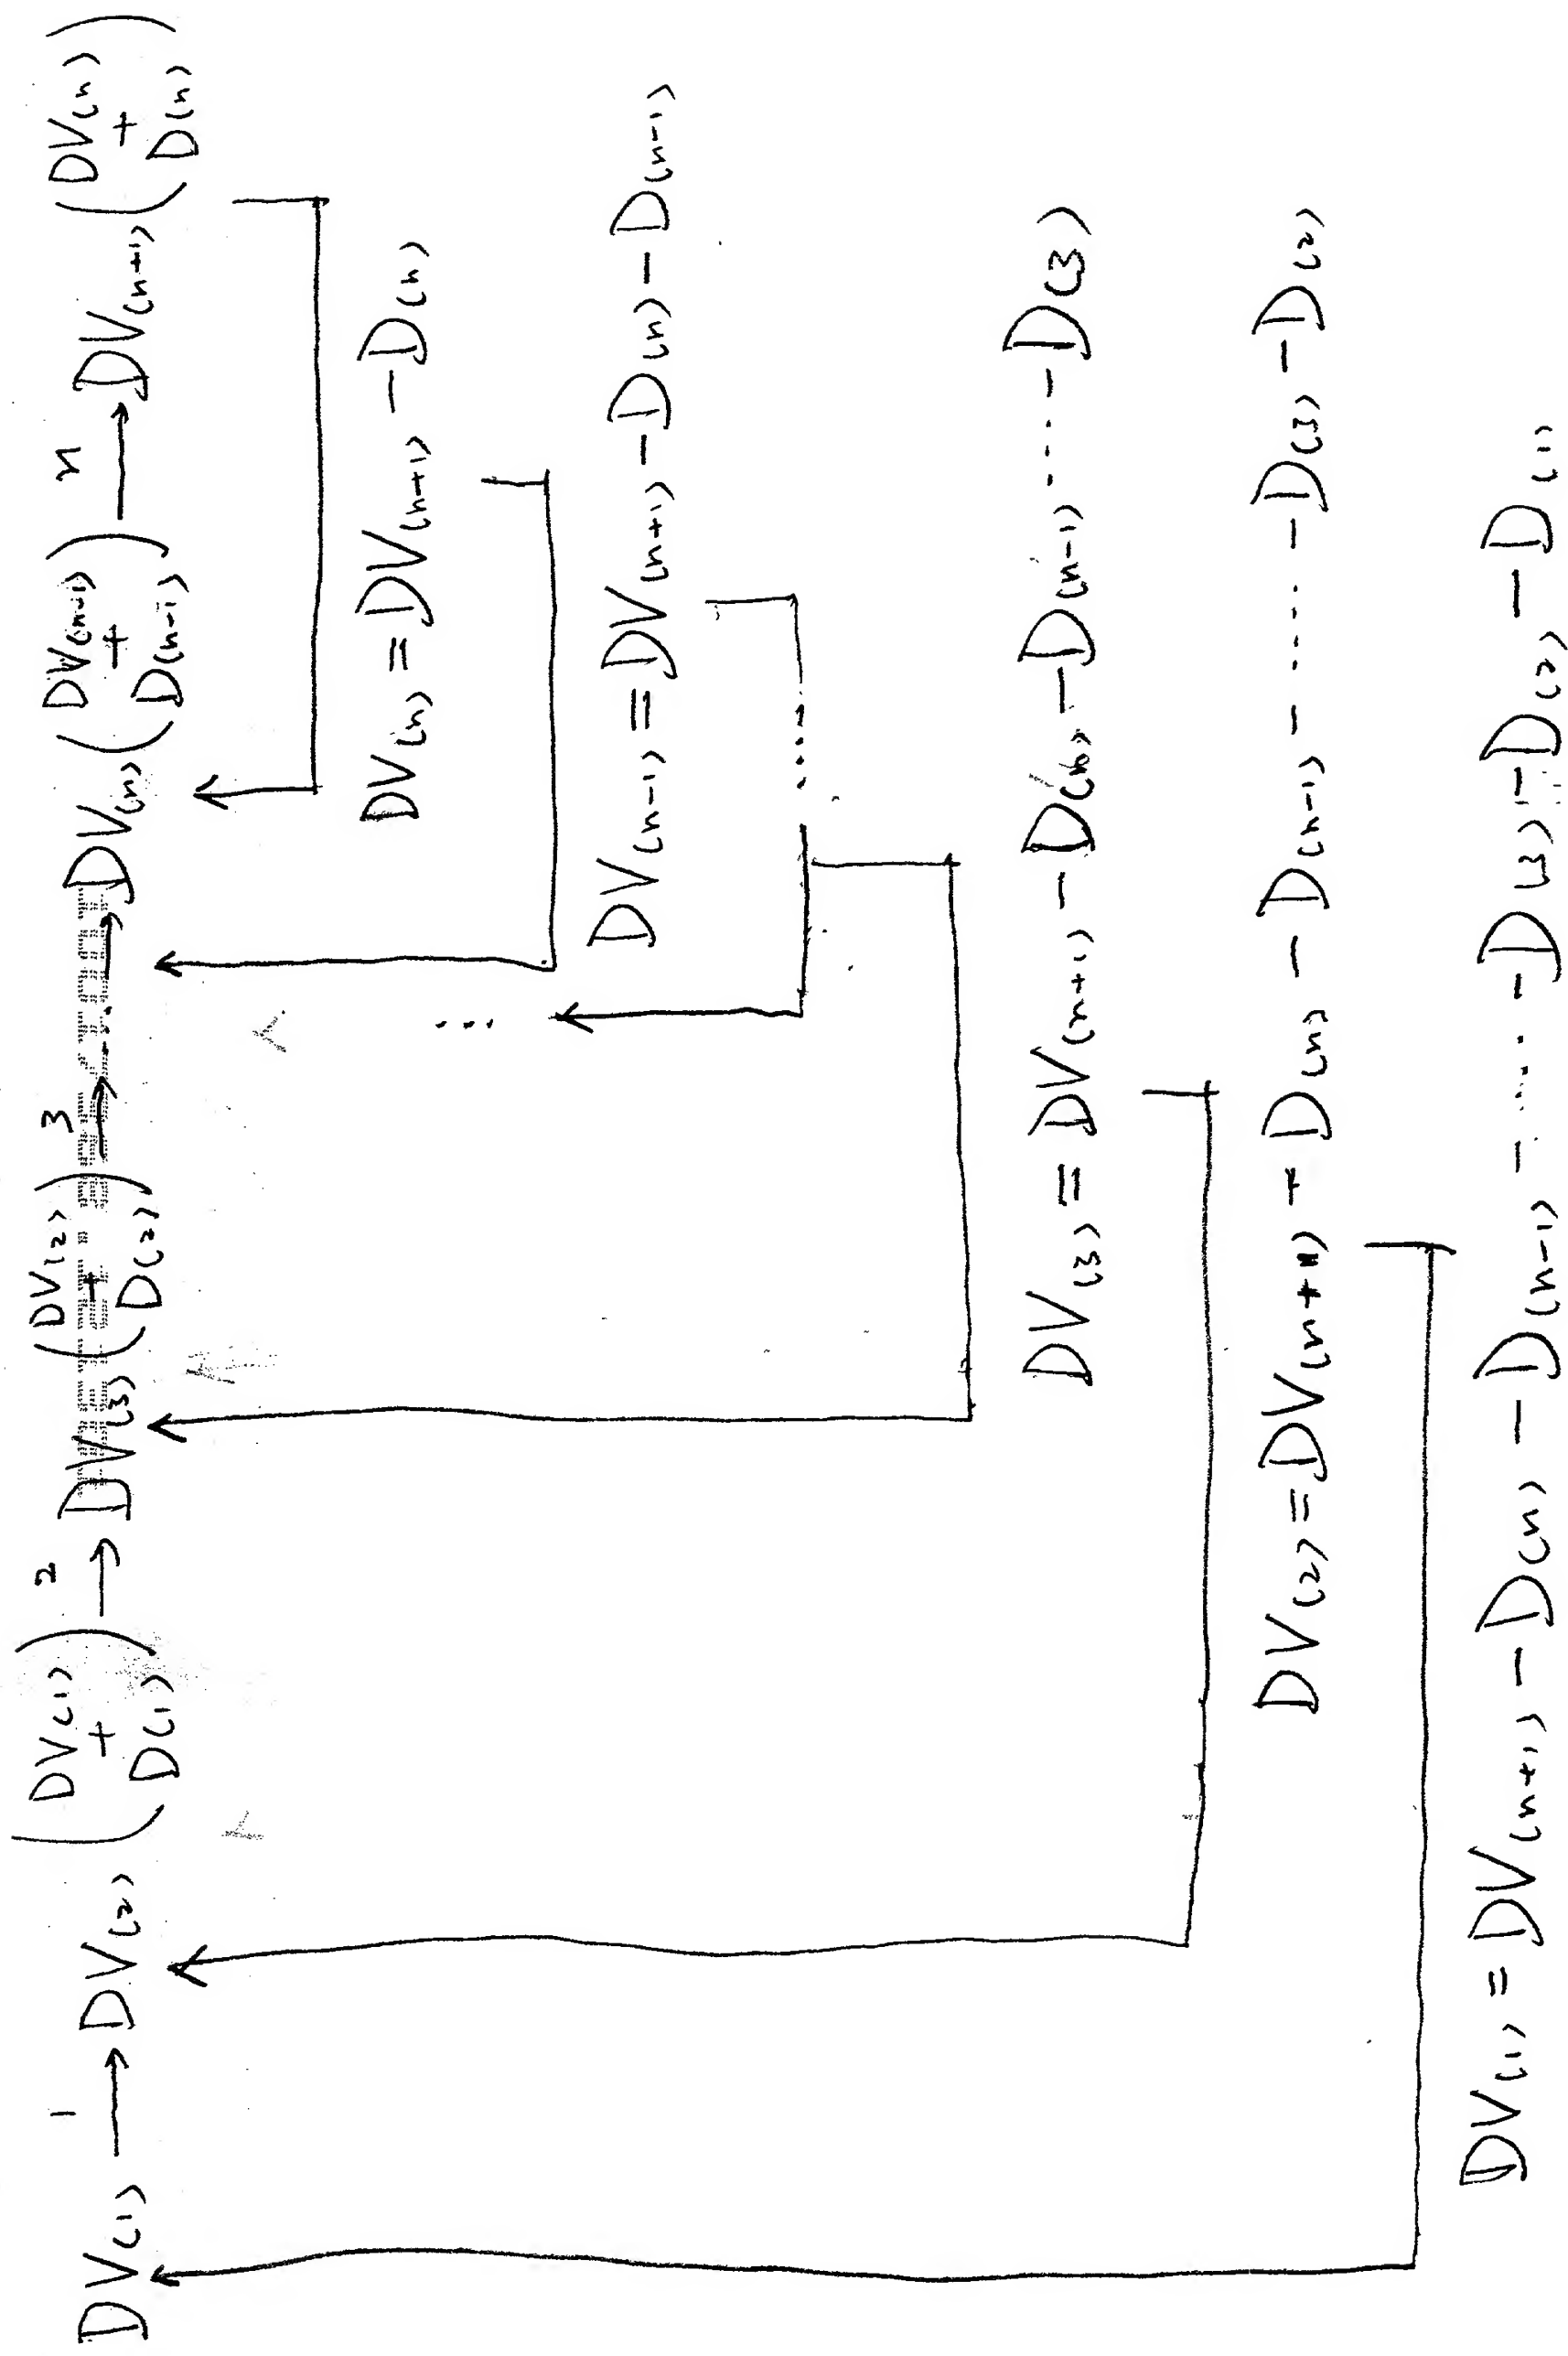 DV(1) 1→ DV(2) (DV(1) + D(1)) 2→ DV(3) (DV(2) + D(2)) 3→ ...→ DV(n) (DV(n-1) + D(n-1)) n→ DV(n+1) (DV(n) + D(n))
DV(n) = DV(n+1) - D(n)
...
DV(n-1) = DV(n+1) - D(n) - D(n-1)
.....
DV(3) = DV(n+1) - D(n) - D(n-1) .... - D(3)
DV(2) = DV(n+1) - D(n) - D(n-1) - ..... - D(3) - D(2)
DV(1) = DV(n+1) - D(n) - D(n-1) - ..... - D(3) - D(2) - D(1)